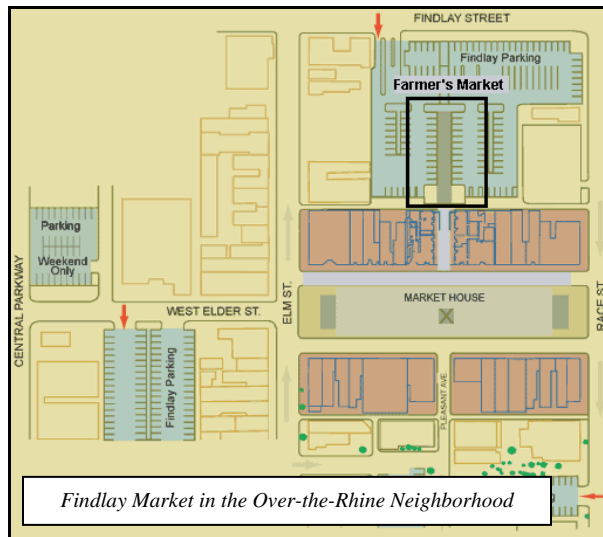 FINDLAY STREET
Findlay Parking
Farmer's Market
Parking
Weekend
Only
CENTRAL PARKWAY
WEST ELDER ST.
ELM ST.
MARKET HOUSE
RACE ST.
Findlay Parking
PLEASANT AVE.
Findlay Market in the Over-the-Rhine Neighborhood